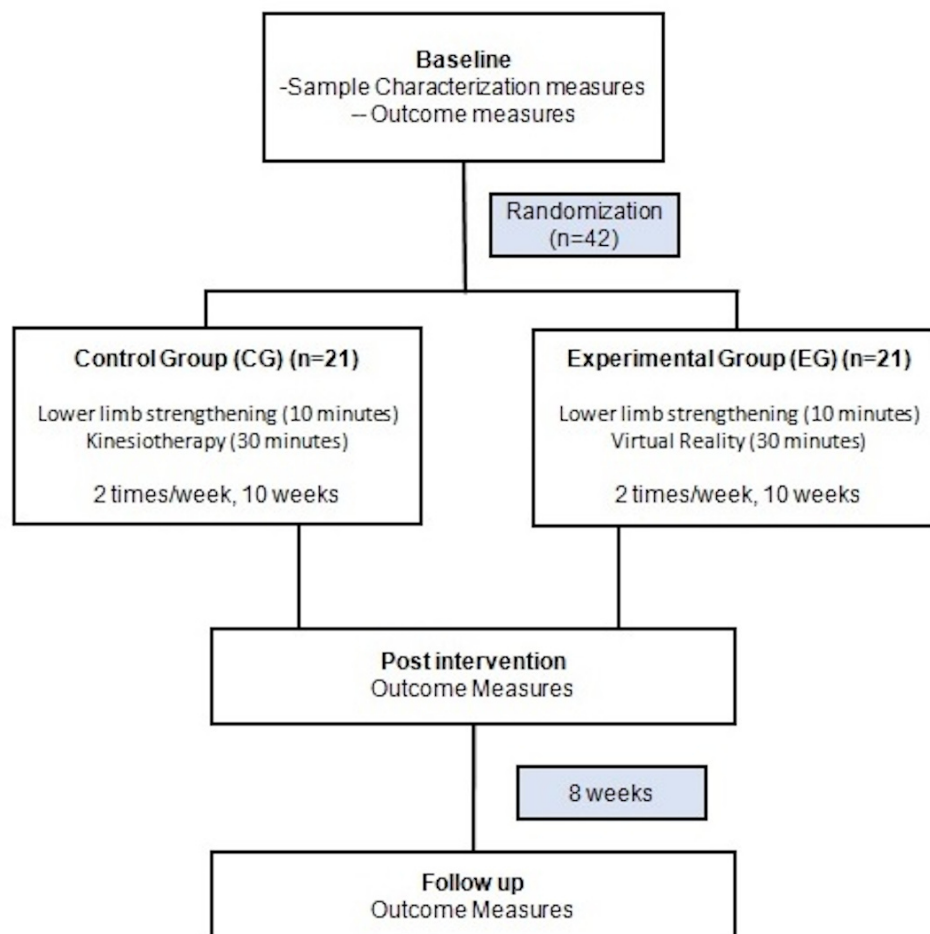 Baseline
-Sample Characterization measures
-- Outcome measures
Randomization
(n=42)
Control Group (CG) (n=21)
Lower limb strengthening (10 minutes)
Kinesiotherapy (30 minutes)
2 times/week, 10 weeks
Experimental Group (EG) (n=21)
Lower limb strengthening (10 minutes)
Virtual Reality (30 minutes)
2 times/week, 10 weeks
Post intervention
Outcome Measures
8 weeks
Follow up
Outcome Measures